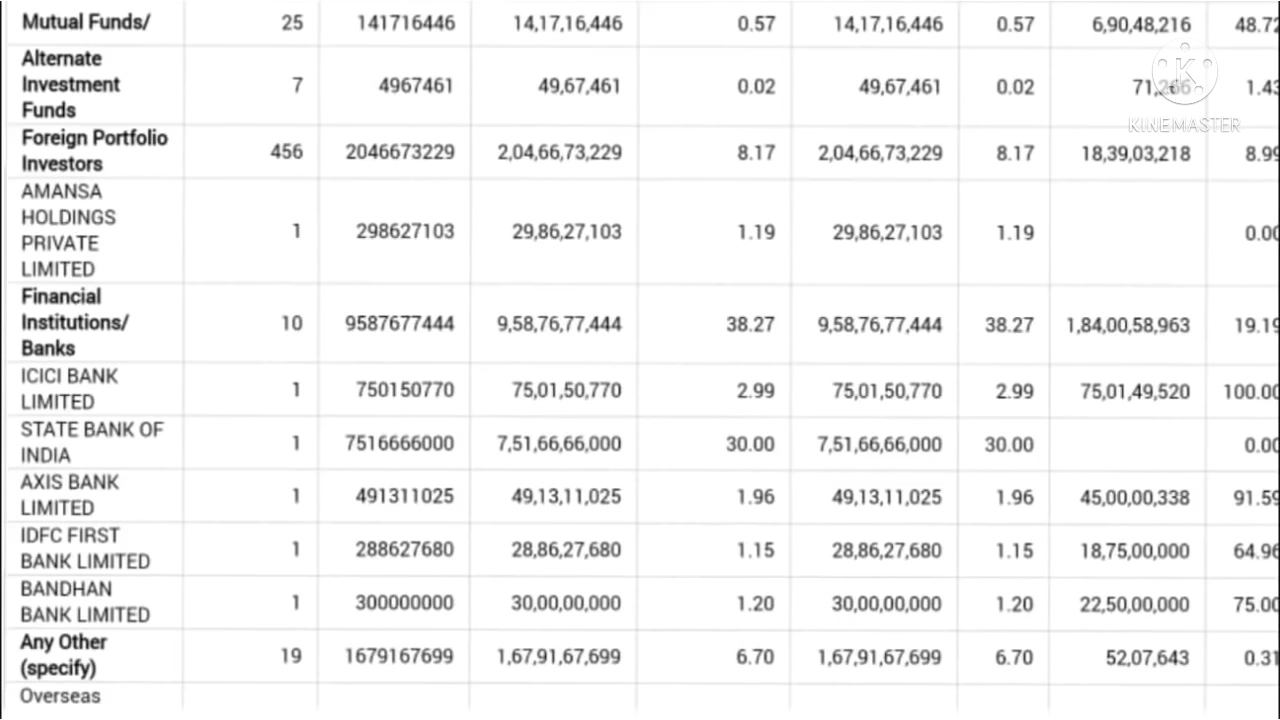 Mutual Funds/ 25 141716446 14,17,16,446 0.57 14,17,16,446 0.57 6,90,48,216 48.72
Alternate
Investment 7 4967461 49,67,461 0.02 49,67,461 0.02 71,266 1.43
Funds
KINEMASTER
Foreign Portfolio
Investors 456 2046673229 2,04,66,73,229 8.17 2,04,66,73,229 8.17 18,39,03,218 8.99
AMANSA
HOLDINGS 1 298627103 29,86,27,103 1.19 29,86,27,103 1.19 0.00
PRIVATE
LIMITED
Financial
Institutions/ 10 9587677444 9,58,76,77,444 38.27 9,58,76,77,444 38.27 1,84,00,58,963 19.19
Banks
ICICI BANK
LIMITED 1 750150770 75,01,50,770 2.99 75,01,50,770 2.99 75,01,49,520 100.00
STATE BANK OF
INDIA 1 7516666000 7,51,66,66,000 30.00 7,51,66,66,000 30.00 0.00
AXIS BANK
LIMITED 1 491311025 49,13,11,025 1.96 49,13,11,025 1.96 45,00,00,338 91.59
IDFC FIRST
BANK LIMITED 1 288627680 28,86,27,680 1.15 28,86,27,680 1.15 18,75,00,000 64.96
BANDHAN
BANK LIMITED 1 300000000 30,00,00,000 1.20 30,00,00,000 1.20 22,50,00,000 75.00
Any Other
(specify) 19 1679167699 1,67,91,67,699 6.70 1,67,91,67,699 6.70 52,07,643 0.31
Overseas